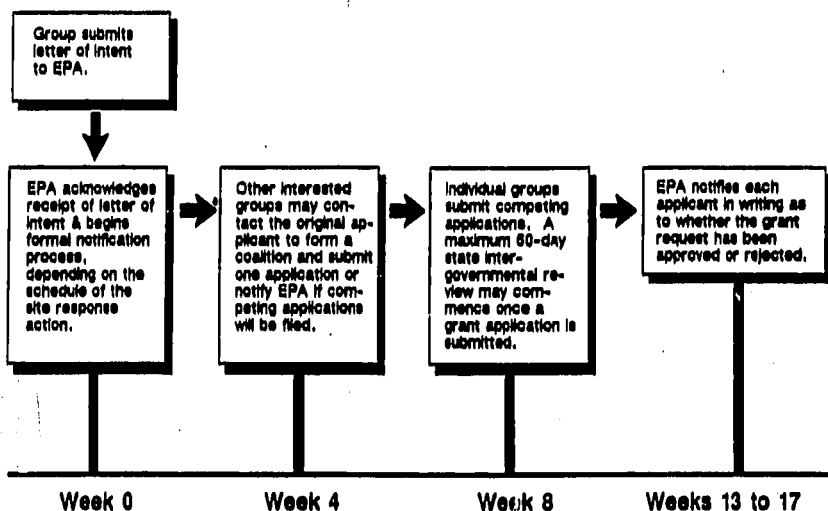 Group submits
letter of intent
to EPA.
EPA acknowledges
receipt of letter of
intent & begins
formal notification
process,
depending on the
schedule of the
site response
action.
Other interested
groups may con-
tact the original ap-
plicant to form a
coalition and submit
one application or
notify EPA if com-
peting applications
will be filed.
Individual groups
submit competing
applications. A
maximum 60-day
state inter-
governmental re-
view may com-
mence once a
grant application is
submitted.
EPA notifies each
applicant in writing as
to whether the grant
request has been
approved or rejected.
Week 0
Week 4
Week 8
Weeks 13 to 17